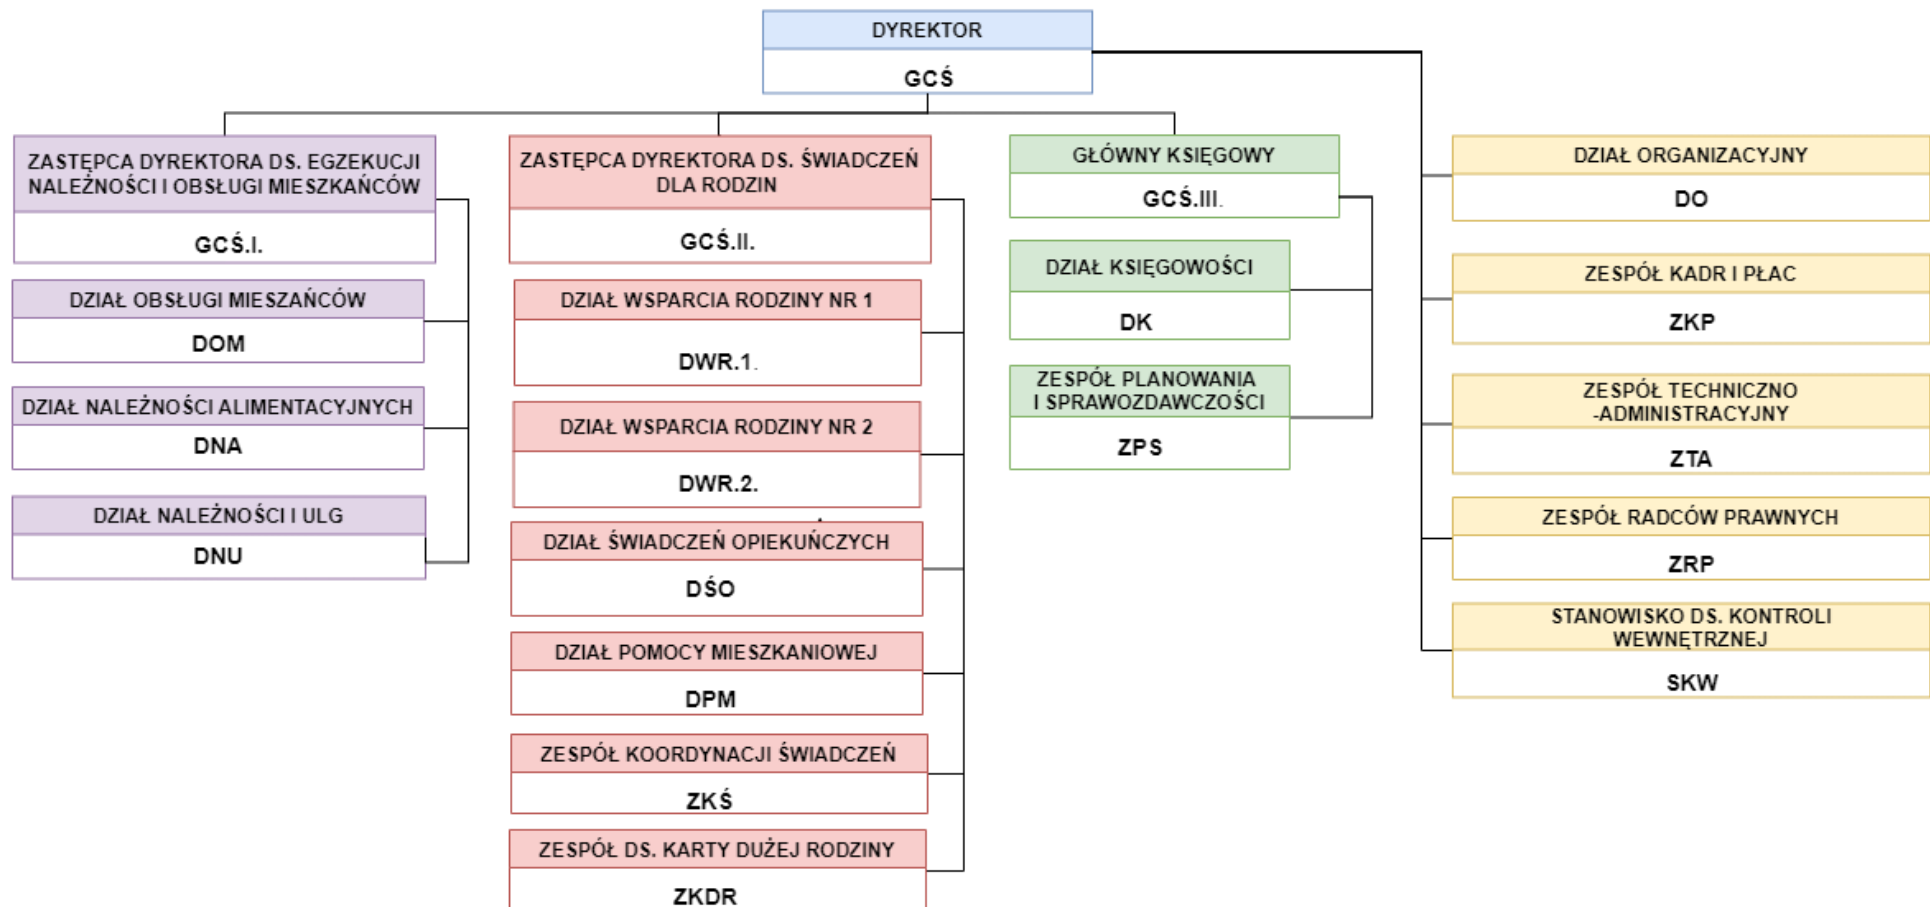 DYREKTOR
GCŚ
ZASTĘPCA DYREKTORA DS. EGZEKUCJI
NALEŻNOŚCI I OBSŁUGI MIESZKAŃCÓW
GCŚ.I.
DZIAŁ OBSŁUGI MIESZAŃCÓW
DOM
DZIAŁ NALEŻNOŚCI ALIMENTACYJNYCH
DNA
DZIAŁ NALEŻNOŚCI I ULG
DNU
ZASTĘPCA DYREKTORA DS. ŚWIADCZEŃ
DLA RODZIN
GCŚ.II.
DZIAŁ WSPARCIA RODZINY NR 1
DWR.1.
DZIAŁ WSPARCIA RODZINY NR 2
DWR.2.
DZIAŁ ŚWIADCZEŃ OPIEKUŃCZYCH
DŚO
DZIAŁ POMOCY MIESZKANIOWEJ
DPM
ZESPÓŁ KOORDYNACJI ŚWIADCZEŃ
ZKŚ
ZESPÓŁ DS. KARTY DUŻEJ RODZINY
ZKDR
GŁÓWNY KSIĘGOWY
GCŚ.III.
DZIAŁ KSIĘGOWOŚCI
DK
ZESPÓŁ PLANOWANIA
I SPRAWOZDAWCZOŚCI
ZPS
DZIAŁ ORGANIZACYJNY
DO
ZESPÓŁ KADR I PŁAC
ZKP
ZESPÓŁ TECHNICZNO
-ADMINISTRACYJNY
ZTA
ZESPÓŁ RADCÓW PRAWNYCH
ZRP
STANOWISKO DS. KONTROLI
WEWNĘTRZNEJ
SKW